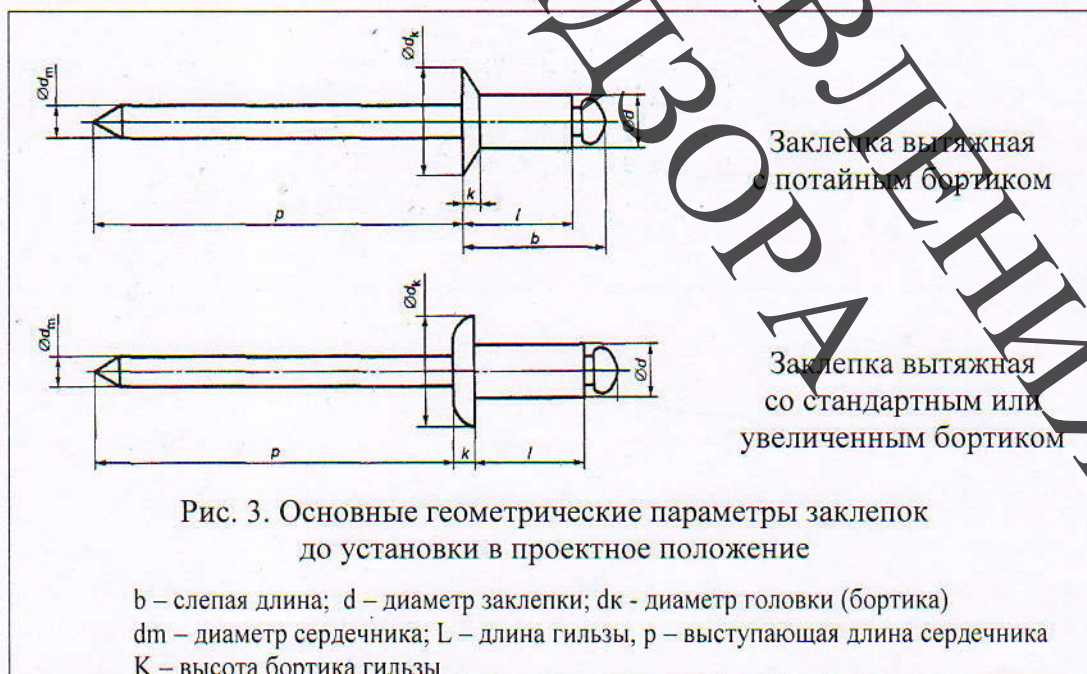 Ødm
Ødk
Ød
Заклепка вытяжная
с потайным бортиком
k
p
l
b
Ødk
Ødm
Ød
Заклепка вытяжная
со стандартным или
увеличенным бортиком
p
k
l
Рис. 3. Основные геометрические параметры заклепок
до установки в проектное положение
b – слепая длина; d – диаметр заклепки; dк - диаметр головки (бортика)
dm – диаметр сердечника; L – длина гильзы, p – выступающая длина сердечника
K – высота бортика гильзы
ВЛЕНИ
ДЗОРА